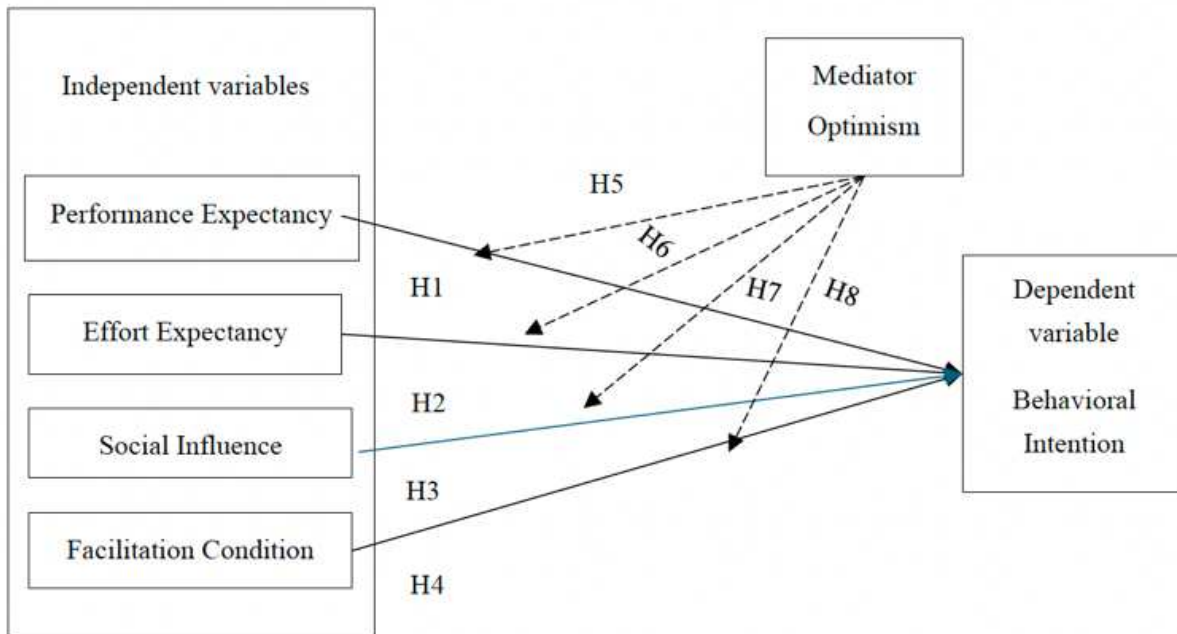 Independent variables
Performance Expectancy
Effort Expectancy
Social Influence
Facilitation Condition
H1
H2
H3
H4
H5
H6
H7
H8
Mediator
Optimism
Dependent
variable
Behavioral
Intention